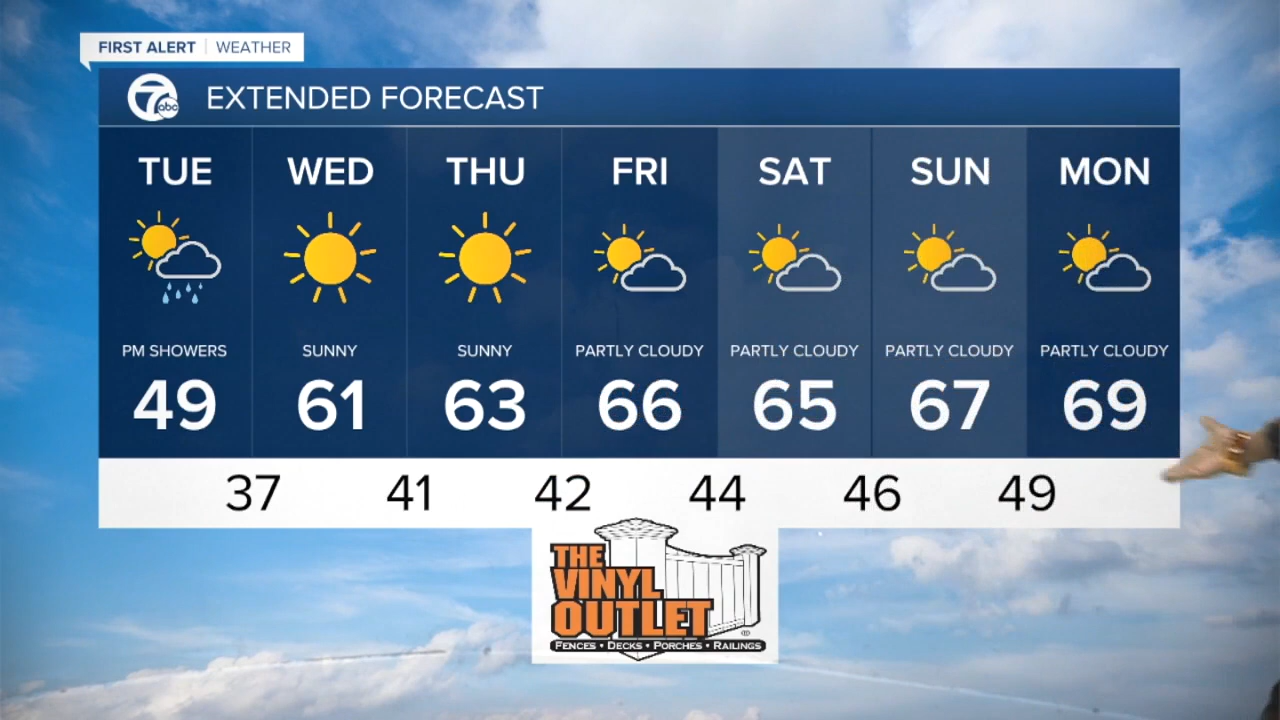 FIRST ALERT | WEATHER
7 abc EXTENDED FORECAST
TUE WED THU FRI SAT SUN MON
PM SHOWERS SUNNY SUNNY PARTLY CLOUDY PARTLY CLOUDY PARTLY CLOUDY PARTLY CLOUDY
49 61 63 66 65 67 69
37 41 42 44 46 49
THE
VINYL
OUTLET ®
FENCES • DECKS • PORCHES • RAILINGS